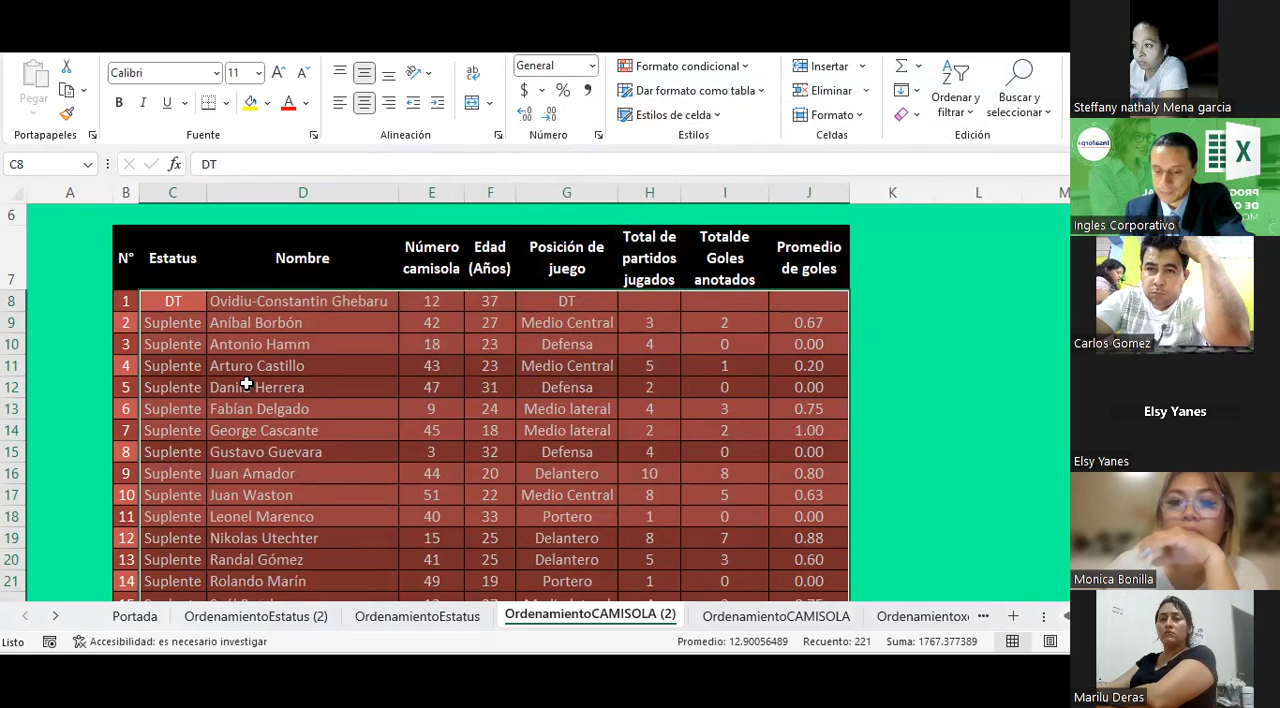 Pegar
Portapapeles
Calibri
11
A^ A˅
N K S
A
Fuente
ab
Alineación
General
$ % 9
,00
Número
Formato condicional
Dar formato como tabla
Estilos de celda
Estilos
Insertar
Eliminar
Formato
Celdas
Σ
Ordenar y
filtrar
Buscar y
seleccionar
Edición
C8
fx
DT
A B C D E F G H I J K L M
6
7 N° Estatus Nombre Número camisola Edad (Años) Posición de juego Total de partidos jugados Totalde Goles anotados Promedio de goles
8 1 DT Ovidiu-Constantin Ghebaru 12 37 DT
9 2 Suplente Aníbal Borbón 42 27 Medio Central 3 2 0.67
10 3 Suplente Antonio Hamm 18 23 Defensa 4 0 0.00
11 4 Suplente Arturo Castillo 43 23 Medio Central 5 1 0.20
12 5 Suplente Danilo Herrera 47 31 Defensa 2 0 0.00
13 6 Suplente Fabían Delgado 9 24 Medio lateral 4 3 0.75
14 7 Suplente George Cascante 45 18 Medio lateral 2 2 1.00
15 8 Suplente Gustavo Guevara 3 32 Defensa 4 0 0.00
16 9 Suplente Juan Amador 44 20 Delantero 10 8 0.80
17 10 Suplente Juan Waston 51 22 Medio Central 8 5 0.63
18 11 Suplente Leonel Marenco 40 33 Portero 1 0 0.00
19 12 Suplente Nikolas Utechter 15 25 Delantero 8 7 0.88
20 13 Suplente Randal Gómez 41 25 Delantero 5 3 0.60
21 14 Suplente Rolando Marín 49 19 Portero 1 0 0.00
Portada OrdenamientoEstatus (2) OrdenamientoEstatus OrdenamientoCAMISOLA (2) OrdenamientoCAMISOLA Ordenamientox
Listo Accesibilidad: es necesario investigar Promedio: 12.90056489 Recuento: 221 Suma: 1767.377389
Steffany nathaly Mena garcia
X
Ingles Corporativo
Carlos Gomez
Elsy Yanes
Elsy Yanes
Monica Bonilla
Marilu Deras